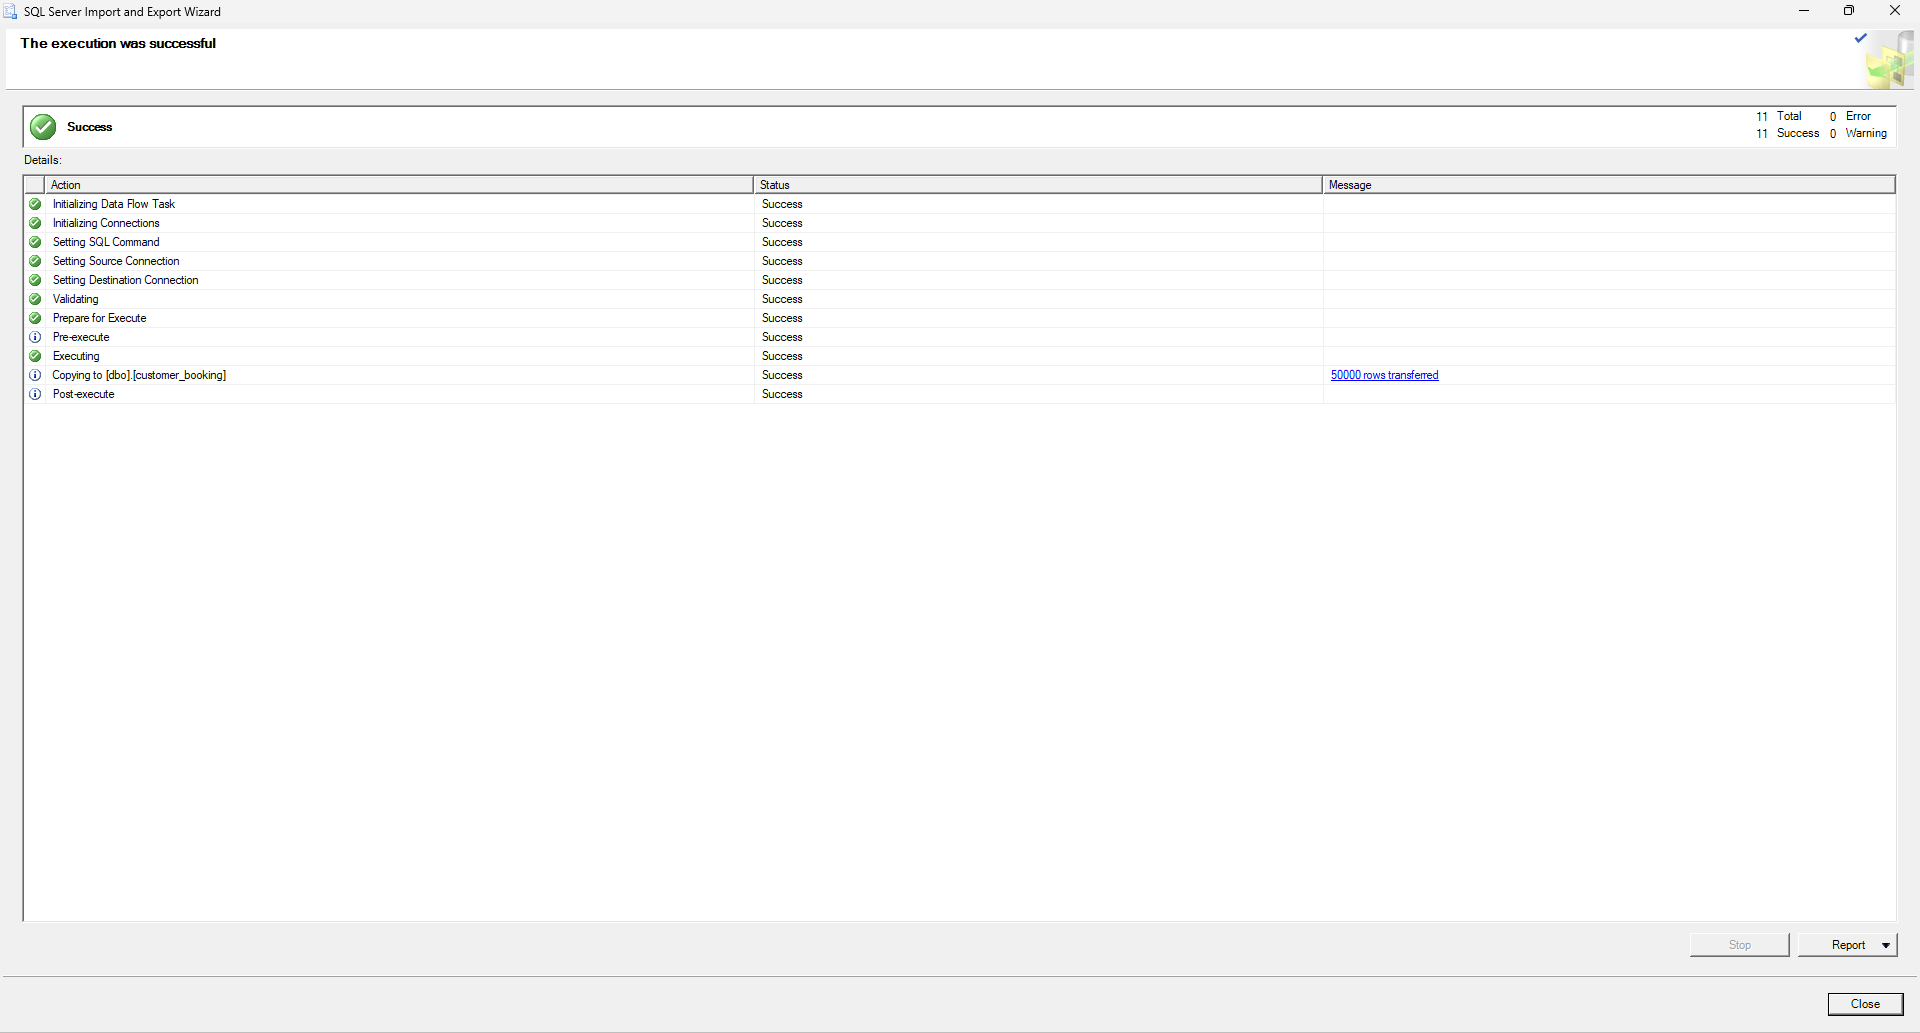 SQL Server Import and Export Wizard
The execution was successful
Success
11 Total 0 Error
11 Success 0 Warning
Details:
Action Status Message
Initializing Data Flow Task Success
Initializing Connections Success
Setting SQL Command Success
Setting Source Connection Success
Setting Destination Connection Success
Validating Success
Prepare for Execute Success
Pre-execute Success
Executing Success
Copying to [dbo].[customer_booking] Success 50000 rows transferred
Post-execute Success
Stop Report
Close